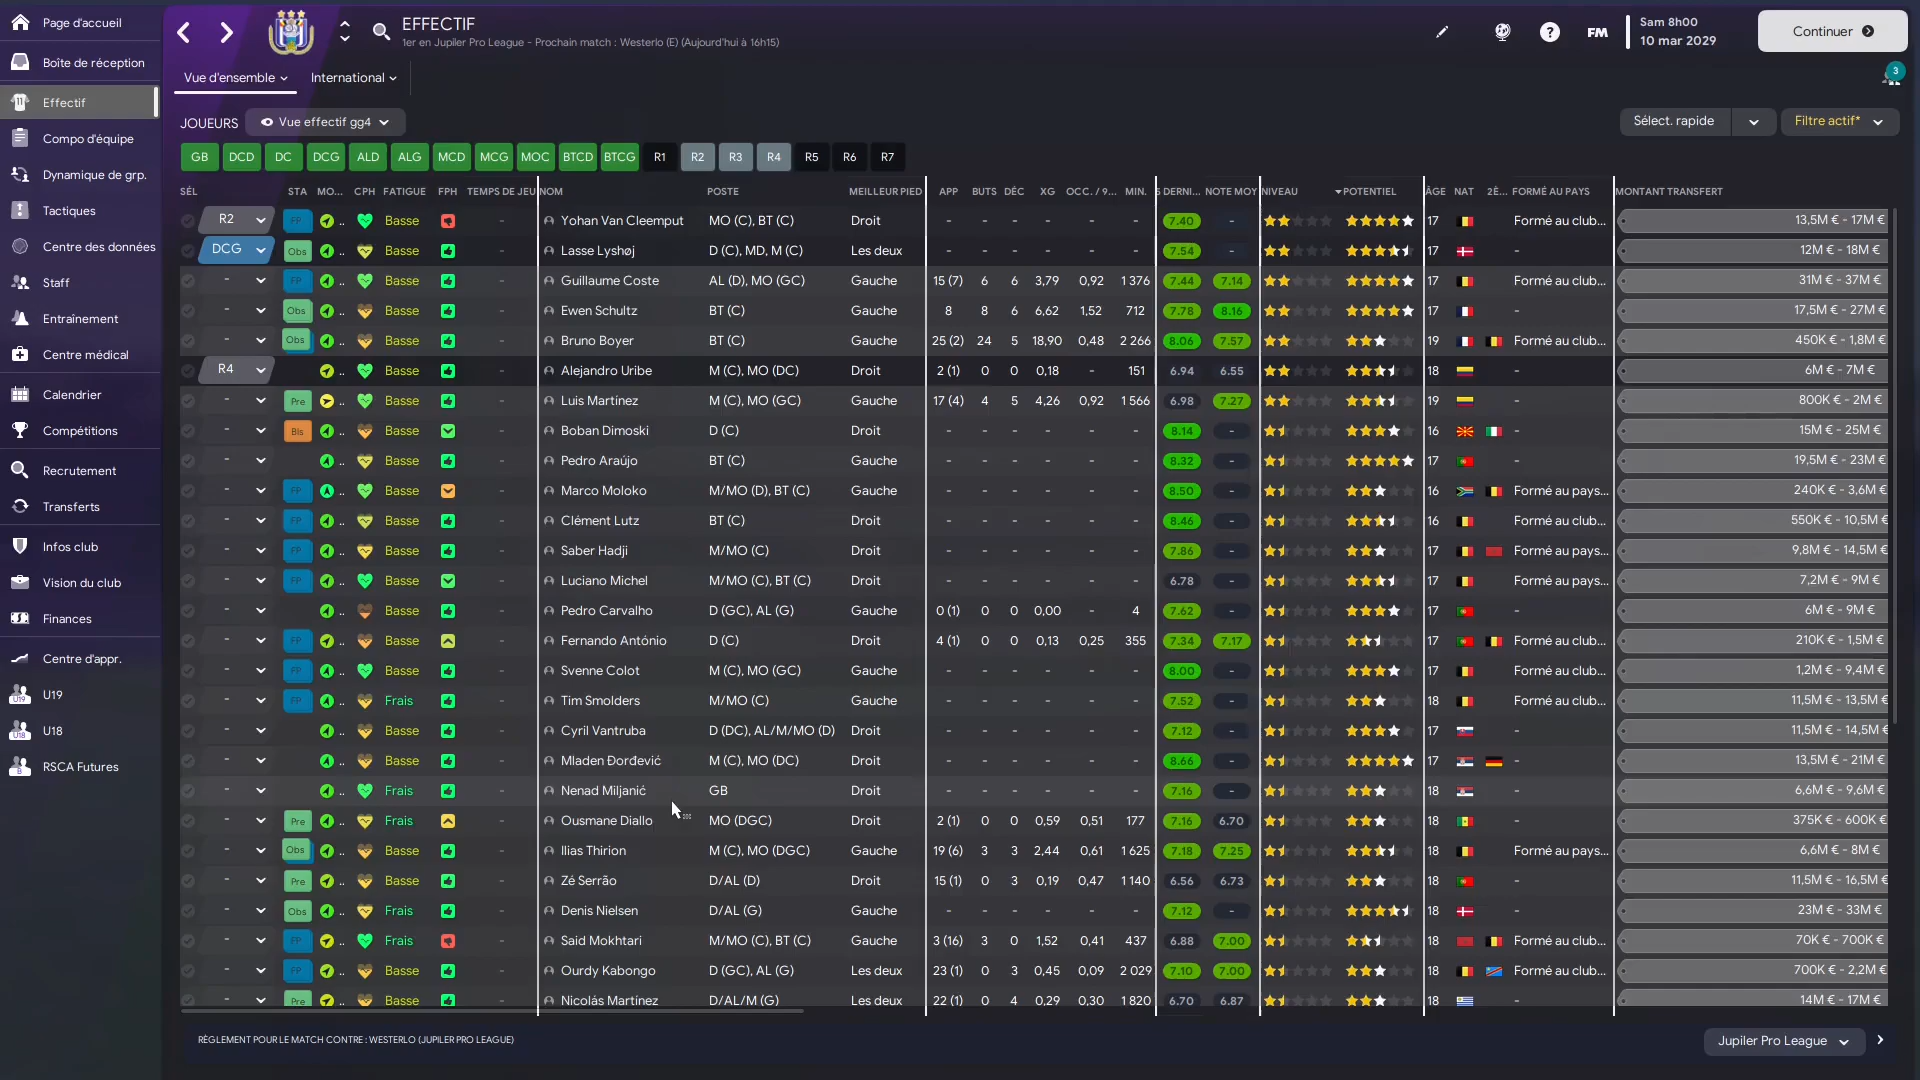 Page d'accueil
Boîte de réception
Effectif
Compo d'équipe
Dynamique de grp.
Tactiques
Centre des données
Staff
Entraînement
Centre médical
Calendrier
Compétitions
Recrutement
Transferts
Infos club
Vision du club
Finances
Centre d'appr.
U19
U18
RSCA Futures
EFFECTIF
1er en Jupiler Pro League - Prochain match : Westerlo (E) (Aujourd'hui à 16h15)
FM
Sam 8h00
10 mar 2029
Continuer
Vue d'ensemble International
3
JOUEURS Vue effectif gg4
Sélect. rapide Filtre actif*
GB DCD DC DCG ALD ALG MCD MCG MOC BTCD BTCG R1 R2 R3 R4 R5 R6 R7
SÉL STA MO... CPH FATIGUE FPH TEMPS DE JEU NOM POSTE MEILLEUR PIED APP BUTS DÉC XG OCC. / 9... MIN. 5 DERNI... NOTE MOY NIVEAU POTENTIEL ÂGE NAT 2È... FORMÉ AU PAYS MONTANT TRANSFERT
R2 FP .. Basse - Yohan Van Cleemput MO (C), BT (C) Droit - - - - - - 7.40 - 17 Formé au club... 13,5M € - 17M €
DCG Obs .. Basse - Lasse Lyshøj D (C), MD, M (C) Les deux - - - - - - 7.54 - 17 - 12M € - 18M €
- FP .. Basse - Guillaume Coste AL (D), MO (GC) Gauche 15 (7) 6 6 3,79 0,92 1 376 7.44 7.14 17 Formé au club... 31M € - 37M €
- Obs .. Basse - Ewen Schultz BT (C) Gauche 8 8 6 6,62 1,52 712 7.78 8.16 17 - 17,5M € - 27M €
- Obs .. Basse - Bruno Boyer BT (C) Gauche 25 (2) 24 5 18,90 0,48 2 266 8.06 7.57 19 Formé au club... 450K € - 1,8M €
R4 .. Basse - Alejandro Uribe M (C), MO (DC) Droit 2 (1) 0 0 0,18 - 151 6.94 6.55 18 - 6M € - 7M €
- Pre .. Basse - Luis Martínez M (C), MO (GC) Gauche 17 (4) 4 5 4,26 0,92 1 566 6.98 7.27 19 - 800K € - 2M €
- Bls .. Basse - Boban Dimoski D (C) Droit - - - - - - 8.14 - 16 - 15M € - 25M €
- .. Basse - Pedro Araújo BT (C) Gauche - - - - - - 8.32 - 17 - 19,5M € - 23M €
- FP .. Basse - Marco Moloko M/MO (D), BT (C) Gauche - - - - - - 8.50 - 16 Formé au pays... 240K € - 3,6M €
- FP .. Basse - Clément Lutz BT (C) Droit - - - - - - 8.46 - 16 Formé au club... 550K € - 10,5M €
- FP .. Basse - Saber Hadji M/MO (C) Droit - - - - - - 7.86 - 17 Formé au pays... 9,8M € - 14,5M €
- FP .. Basse - Luciano Michel M/MO (C), BT (C) Droit - - - - - - 6.78 - 17 Formé au pays... 7,2M € - 9M €
- .. Basse - Pedro Carvalho D (GC), AL (G) Gauche 0 (1) 0 0 0,00 - 4 7.62 - 17 - 6M € - 9M €
- FP .. Basse - Fernando António D (C) Droit 4 (1) 0 0 0,13 0,25 355 7.34 7.17 17 Formé au club... 210K € - 1,5M €
- FP .. Basse - Svenne Colot M (C), MO (GC) Gauche - - - - - - 8.00 - 17 Formé au club... 1,2M € - 9,4M €
- FP .. Frais - Tim Smolders M/MO (C) Gauche - - - - - - 7.52 - 18 Formé au club... 11,5M € - 13,5M €
- .. Basse - Cyril Vantruba D (DC), AL/M/MO (D) Droit - - - - - - 7.12 - 17 - 11,5M € - 14,5M €
- .. Basse - Mladen Đorđević M (C), MO (DC) Droit - - - - - - 8.66 - 17 - 13,5M € - 21M €
- .. Frais - Nenad Miljanić GB Droit - - - - - - 7.16 - 18 - 6,6M € - 9,6M €
- Pre .. Frais - Ousmane Diallo MO (DGC) Droit 2 (1) 0 0 0,59 0,51 177 7.16 6.70 18 - 375K € - 600K €
- Obs .. Basse - Ilias Thirion M (C), MO (DGC) Gauche 19 (6) 3 3 2,44 0,61 1 625 7.18 7.25 18 Formé au pays... 6,6M € - 8M €
- Pre .. Basse - Zé Serrão D/AL (D) Droit 15 (1) 0 3 0,19 0,47 1 140 6.56 6.73 18 - 11,5M € - 16,5M €
- Obs .. Frais - Denis Nielsen D/AL (G) Gauche - - - - - - 7.12 - 18 - 23M € - 33M €
- FP .. Frais - Said Mokhtari M/MO (C), BT (C) Gauche 3 (16) 3 0 1,52 0,41 437 6.88 7.00 18 Formé au club... 70K € - 700K €
- FP .. Basse - Ourdy Kabongo D (GC), AL (G) Les deux 23 (1) 0 3 0,45 0,09 2 029 7.10 7.00 18 Formé au club... 700K € - 2,2M €
- Pre .. Basse - Nicolás Martínez D/AL/M (G) Les deux 22 (1) 0 4 0,29 0,30 1 820 6.70 6.87 18 - 14M € - 17M €
RÈGLEMENT POUR LE MATCH CONTRE : WESTERLO (JUPILER PRO LEAGUE)
Jupiler Pro League